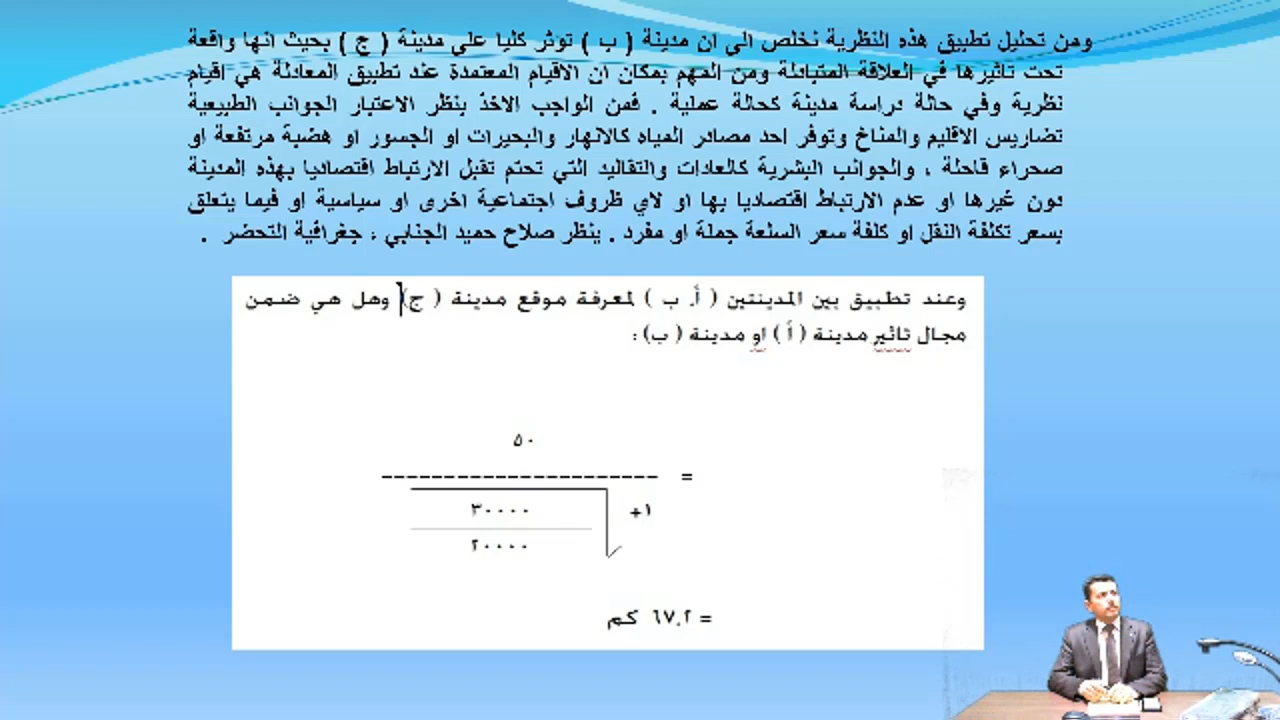 ومن تحليل تطبيق هذه النظرية نخلص الى ان مدينة ( ب ) توثر كليا على مدينة ( ج ) بحيث انها واقعة
تحت تاثيرها في العلاقة المتبادلة ومن المهم بمكان ان الاقيام المعتمدة عند تطبيق المعادلة هي اقيام
نظرية وفي حالة دراسة مدينة كحالة عملية . فمن الواجب الاخذ بنظر الاعتبار الجوانب الطبيعية
تضاريس الاقليم والمناخ وتوفر احد مصادر المياه كالانهار والبحيرات او الجسور او هضبة مرتفعة او
صحراء قاحلة ، والجوانب البشرية كالعادات والتقاليد التي تحتم تقبل الارتباط اقتصاديا بهذه المدينة
دون غيرها او عدم الارتباط اقتصاديا بها او لاي ظروف اجتماعية اخرى او سياسية او فيما يتعلق
بسعر تكلفة النقل او كلفة سعر السلعة جملة او مفرد . ينظر صلاح حميد الجنابي ، جغرافية التحضر .
وعند تطبيق بين المدينتين ( أ. ب ) لمعرفة موقع مدينة ( ج) وهل هي ضمن
مجال تاثير مدينة ( أ ) او مدينة ( ب) :
٥٠
= --------------------
١+ ٣٠٠٠٠
٢٠٠٠٠
= ٦٧.٢ كم